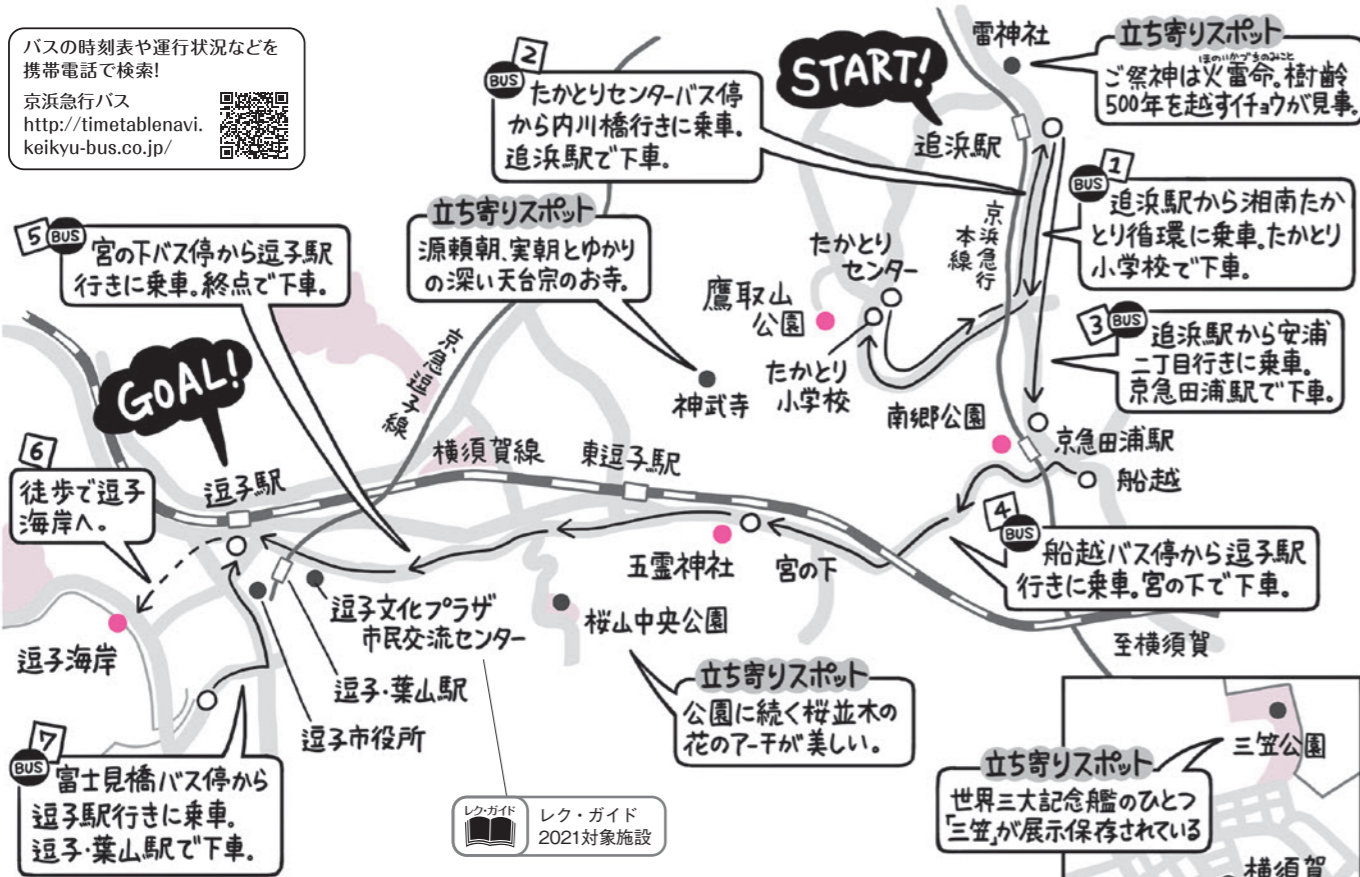 バスの時刻表や運行状況などを
携帯電話で検索!
京浜急行バス
http://timetablenavi.
keikyu-bus.co.jp/
START!
追浜駅
雷神社
立ち寄りスポット
ほのいかづちのみこと
ご祭神は火雷命。樹齢
500年を越すイチョウが見事。
1
BUS
追浜駅から湘南たか
とり循環に乗車。たかとり
小学校で下車。
2
BUS
たかとりセンターバス停
から内川橋行きに乗車。
追浜駅で下車。
3
BUS
追浜駅から安浦
二丁目行きに乗車。
京急田浦駅で下車。
京浜急行
本線
たかとり
センター
鷹取山
公園
たかとり
小学校
南郷公園
京急田浦駅
船越
4
BUS
船越バス停から逗子駅
行きに乗車。宮の下で下車。
至横須賀
立ち寄りスポット
源頼朝、実朝とゆかり
の深い天台宗のお寺。
神武寺
5
BUS
宮の下バス停から逗子駅
行きに乗車。終点で下車。
京急逗子線
横須賀線
東逗子駅
五霊神社
宮の下
GOAL!
逗子駅
6
徒歩で逗子
海岸へ。
逗子海岸
逗子文化プラザ
市民交流センター
逗子・葉山駅
逗子市役所
桜山中央公園
立ち寄りスポット
公園に続く桜並木の
花のアーチが美しい。
7
BUS
富士見橋バス停から
逗子駅行きに乗車。
逗子・葉山駅で下車。
レク・ガイド
レク・ガイド
2021対象施設
三笠公園
立ち寄りスポット
世界三大記念艦のひとつ
「三笠」が展示保存されている
横須賀